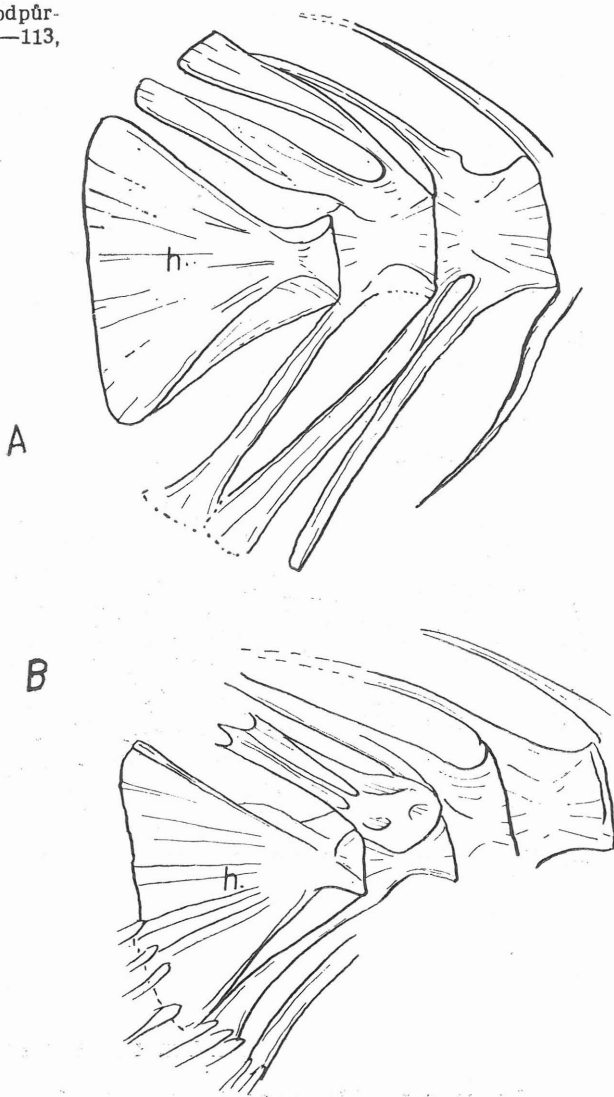 odpůr-
—113,
h.
A
B
h.